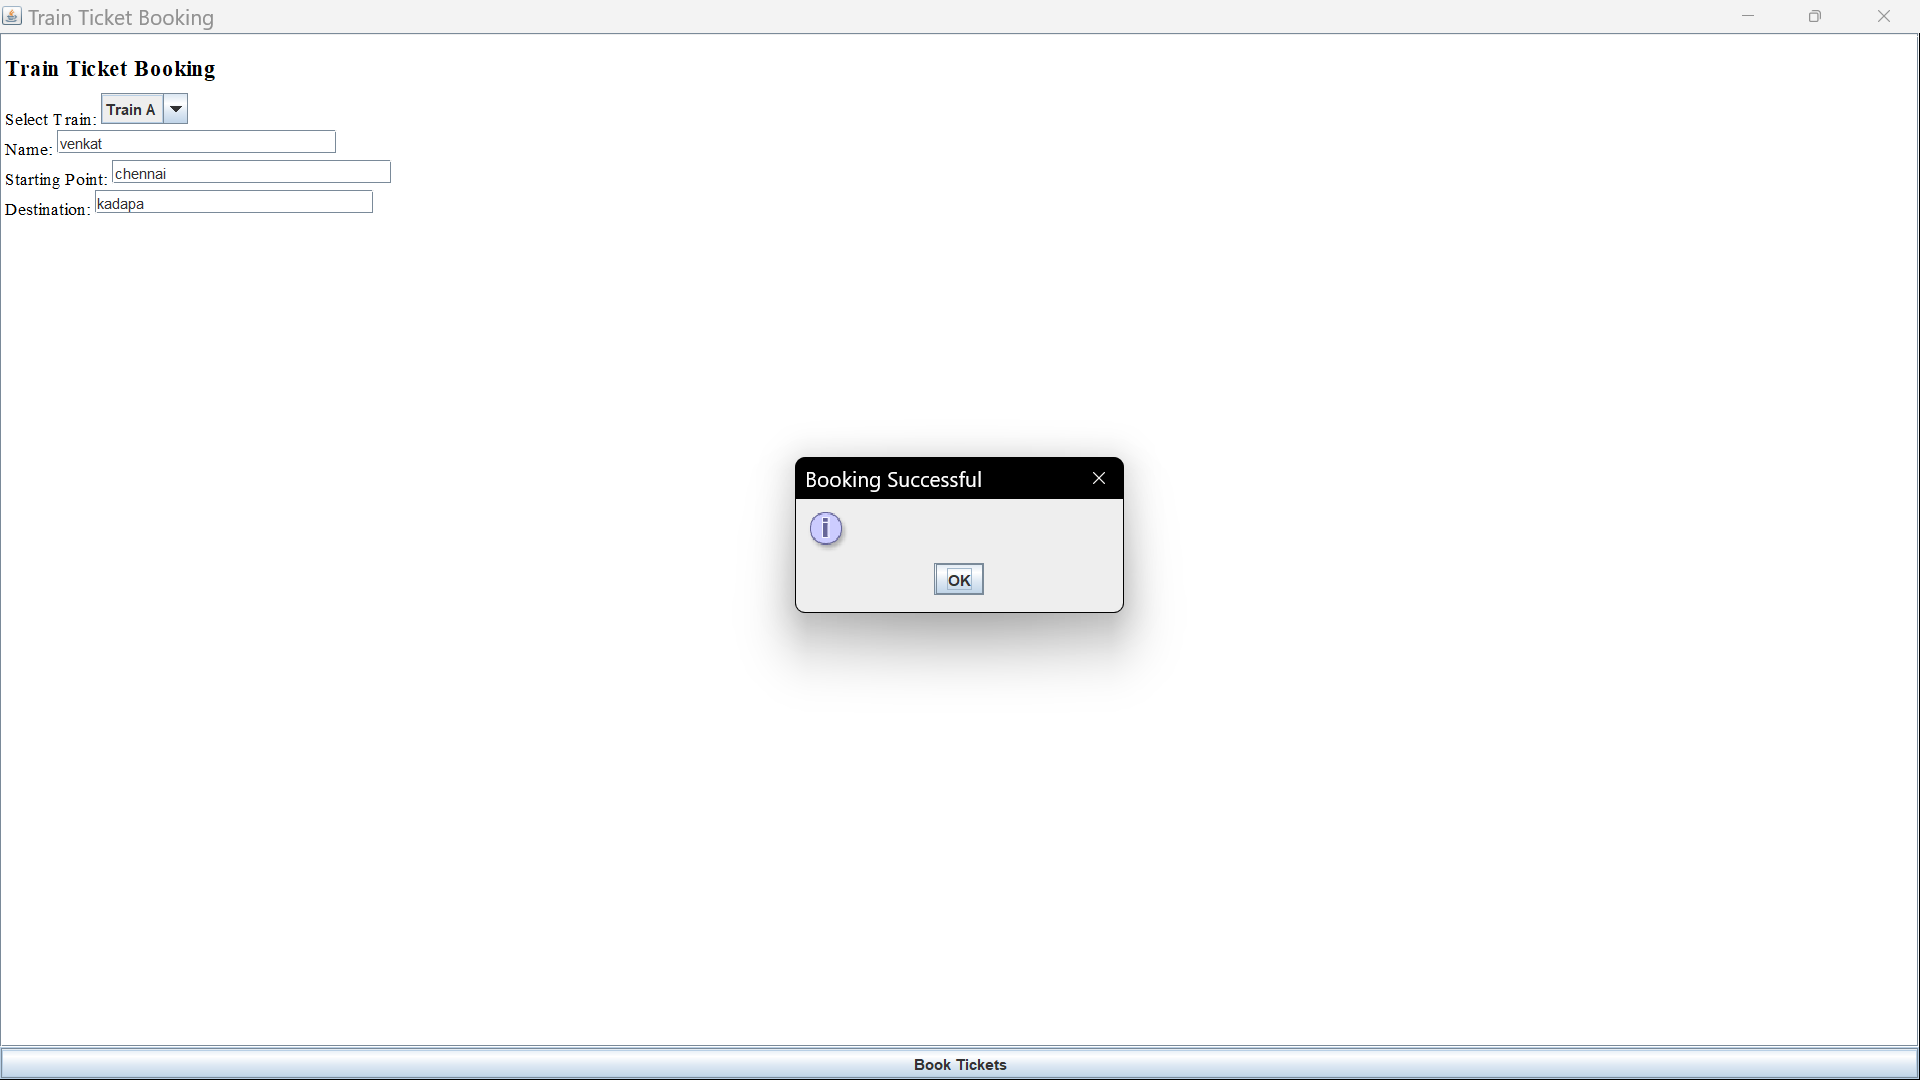 Train Ticket Booking
Train Ticket Booking
Select Train: Train A
Name: venkat
Starting Point: chennai
Destination: kadapa
Booking Successful
i
OK
Book Tickets